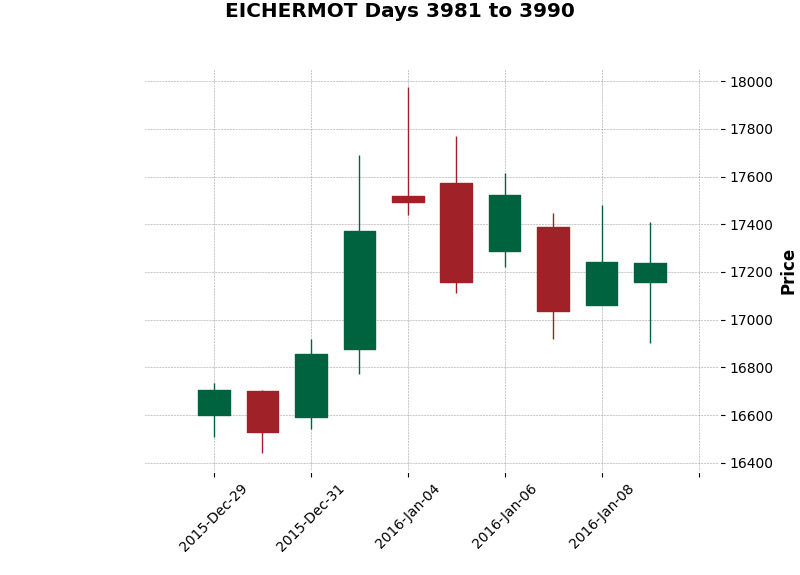 EICHERMOT Days 3981 to 3990
18000
17800
17600
17400
17200
17000
16800
16600
16400
Price
2015-Dec-29
2015-Dec-31
2016-Jan-04
2016-Jan-06
2016-Jan-08